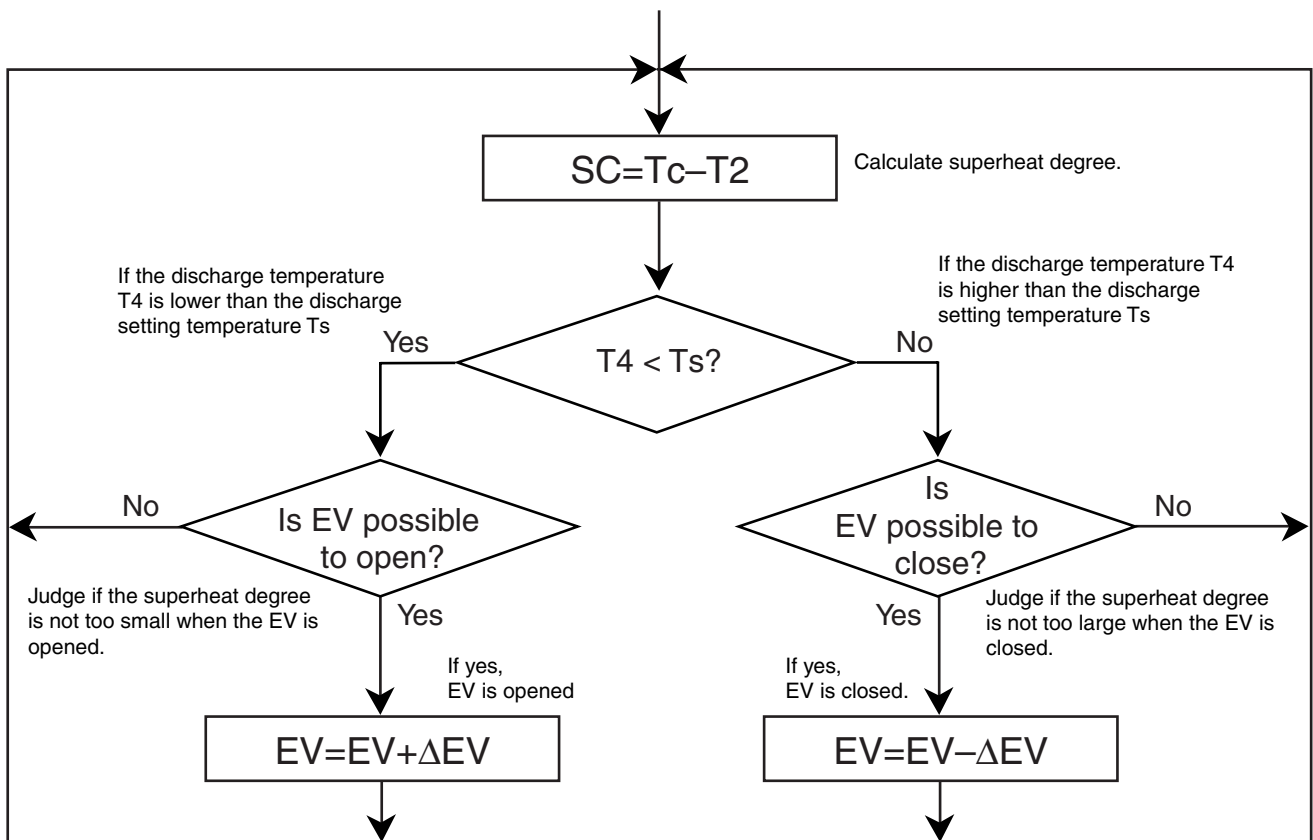 SC=Tc–T2
Calculate superheat degree.
If the discharge temperature
T4 is lower than the discharge
setting temperature Ts
If the discharge temperature T4
is higher than the discharge
setting temperature Ts
Yes
T4 < Ts?
No
No
Is EV possible
to open?
Is
EV possible to
close?
No
Judge if the superheat degree
is not too small when the EV is
opened.
Yes
Yes
Judge if the superheat degree
is not too large when the EV is
closed.
If yes,
EV is opened
If yes,
EV is closed.
EV=EV+ΔEV
EV=EV–ΔEV